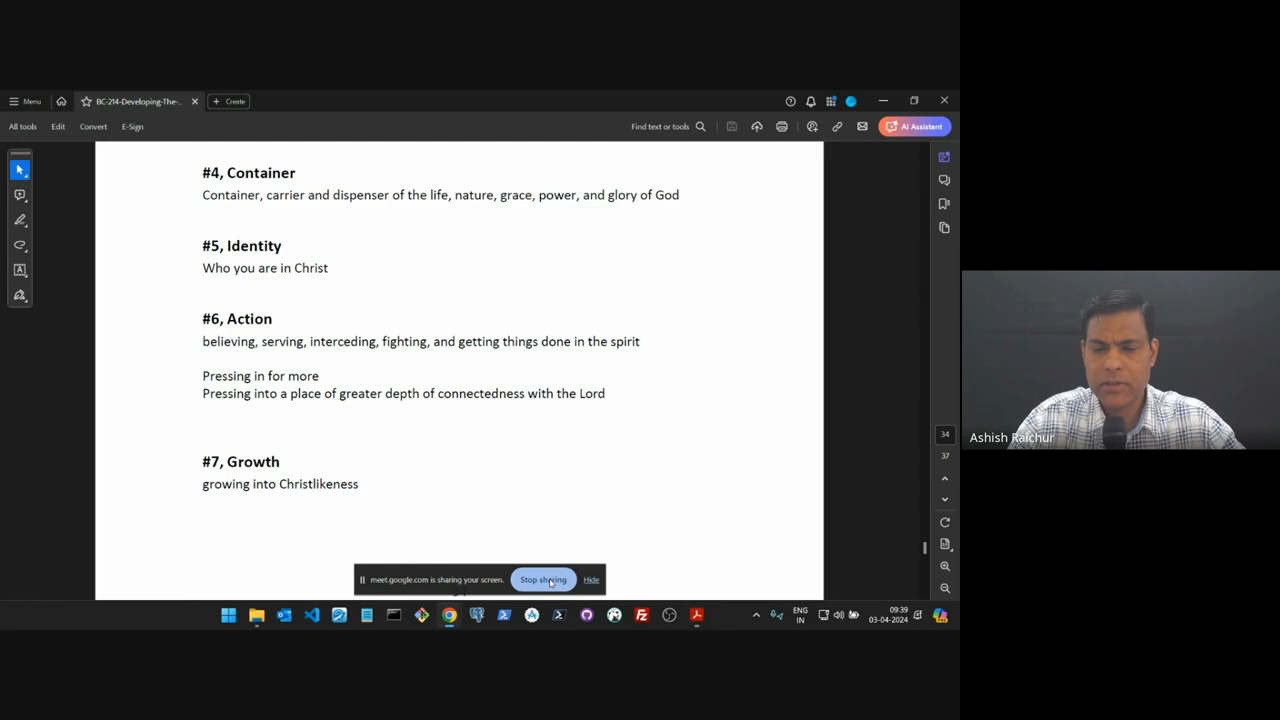 Menu
BC-214-Developing-The-...
Create
All tools
Edit
Convert
E-Sign
Find text or tools
AI Assistant
#4, Container
Container, carrier and dispenser of the life, nature, grace, power, and glory of God
#5, Identity
Who you are in Christ
#6, Action
believing, serving, interceding, fighting, and getting things done in the spirit
Pressing in for more
Pressing into a place of greater depth of connectedness with the Lord
#7, Growth
growing into Christlikeness
34
37
Ashish Raichur
meet.google.com is sharing your screen.
Stop sharing
Hide
ENG
IN
09:39
03-04-2024